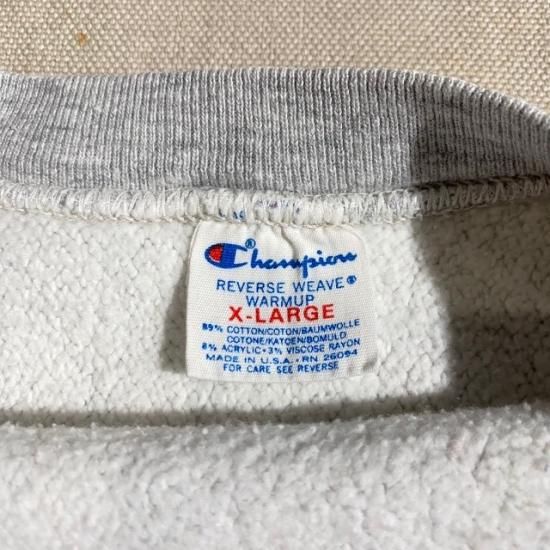 Champion®
REVERSE WEAVE®
WARMUP
X-LARGE
89% COTTON/COTON/BAUMWOLLE
COTONE/KATOEN/BOMULD
8% ACRYLIC • 3% VISCOSE RAYON
MADE IN U.S.A. • RN 26094
FOR CARE SEE REVERSE